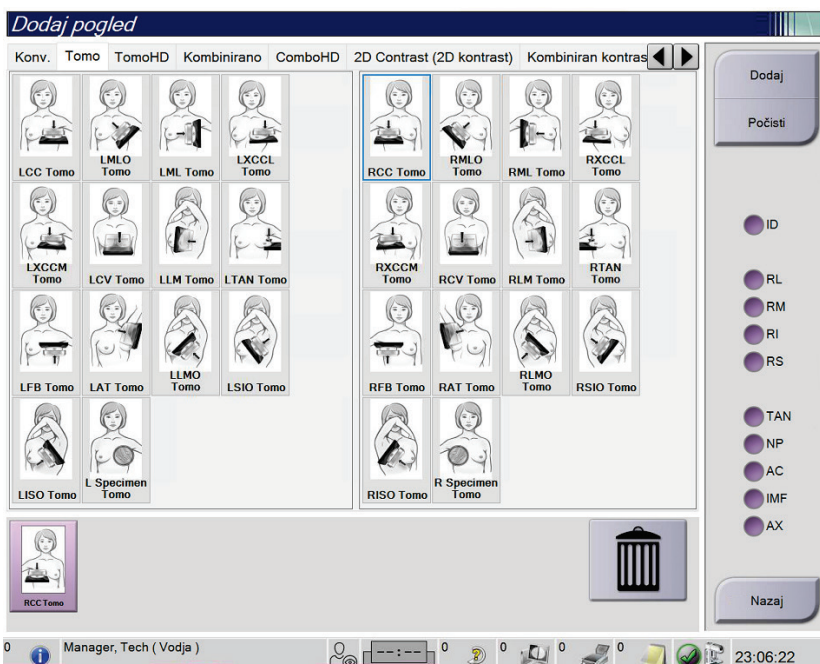 Dodaj pogled
Konv. Tomo TomoHD Kombinirano ComboHD 2D Contrast (2D kontrast) Kombiniran kontras
LCC Tomo
LMLO
Tomo
LML Tomo
LXCCL
Tomo
LXCCM
Tomo
LCV Tomo
LLM Tomo
LTAN Tomo
LFB Tomo
LAT Tomo
LLMO
Tomo
LSIO Tomo
LISO Tomo
L Specimen
Tomo
RCC Tomo
RMLO
Tomo
RML Tomo
RXCCL
Tomo
RXCCM
Tomo
RCV Tomo
RLM Tomo
RTAN
Tomo
RFB Tomo
RAT Tomo
RLMO
Tomo
RSIO Tomo
RISO Tomo
R Specimen
Tomo
Dodaj
Počisti
ID
RL
RM
RI
RS
TAN
NP
AC
IMF
AX
RCC Tomo
Nazaj
0 Manager, Tech ( Vodja ) --:-- 0 0 0 0 23:06:22